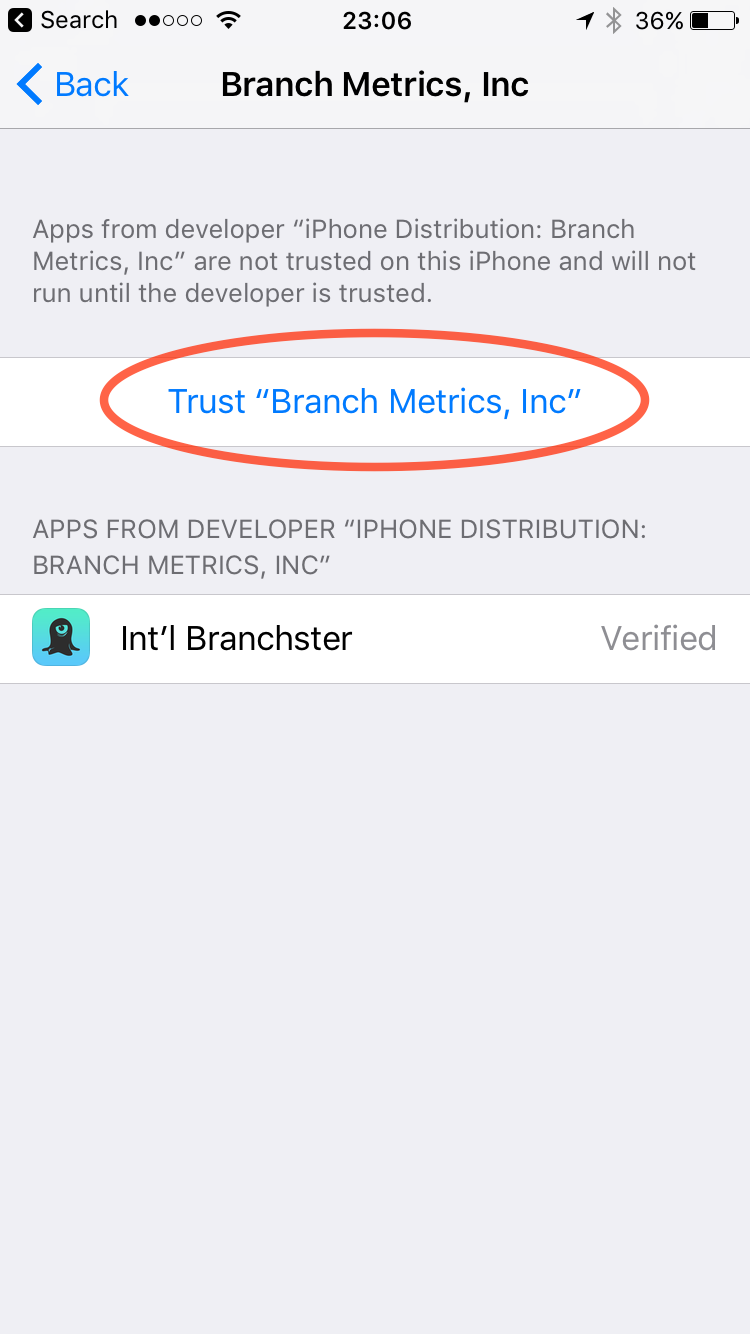 Search 23:06 36%
Back Branch Metrics, Inc
Apps from developer “iPhone Distribution: Branch
Metrics, Inc” are not trusted on this iPhone and will not
run until the developer is trusted.
Trust “Branch Metrics, Inc”
APPS FROM DEVELOPER “IPHONE DISTRIBUTION:
BRANCH METRICS, INC”
Int’l Branchster Verified